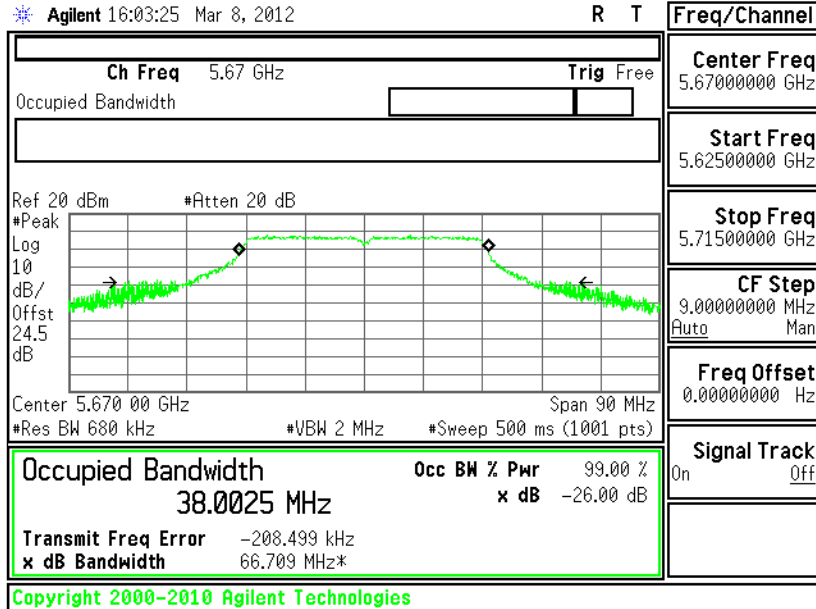 Agilent 16:03:25 Mar 8, 2012
R T
Freq/Channel
Ch Freq 5.67 GHz
Trig Free
Occupied Bandwidth
Center Freq
5.67000000 GHz
Start Freq
5.62500000 GHz
Stop Freq
5.71500000 GHz
CF Step
9.00000000 MHz
Auto Man
Freq Offset
0.00000000 Hz
Signal Track
On Off
Ref 20 dBm #Atten 20 dB
#Peak
Log
10
dB/
Offst
24.5
dB
Center 5.670 00 GHz Span 90 MHz
#Res BW 680 kHz #VBW 2 MHz #Sweep 500 ms (1001 pts)
Occupied Bandwidth
38.0025 MHz
Occ BW % Pwr 99.00 %
x dB -26.00 dB
Transmit Freq Error -208.499 kHz
x dB Bandwidth 66.709 MHz*
Copyright 2000-2010 Agilent Technologies